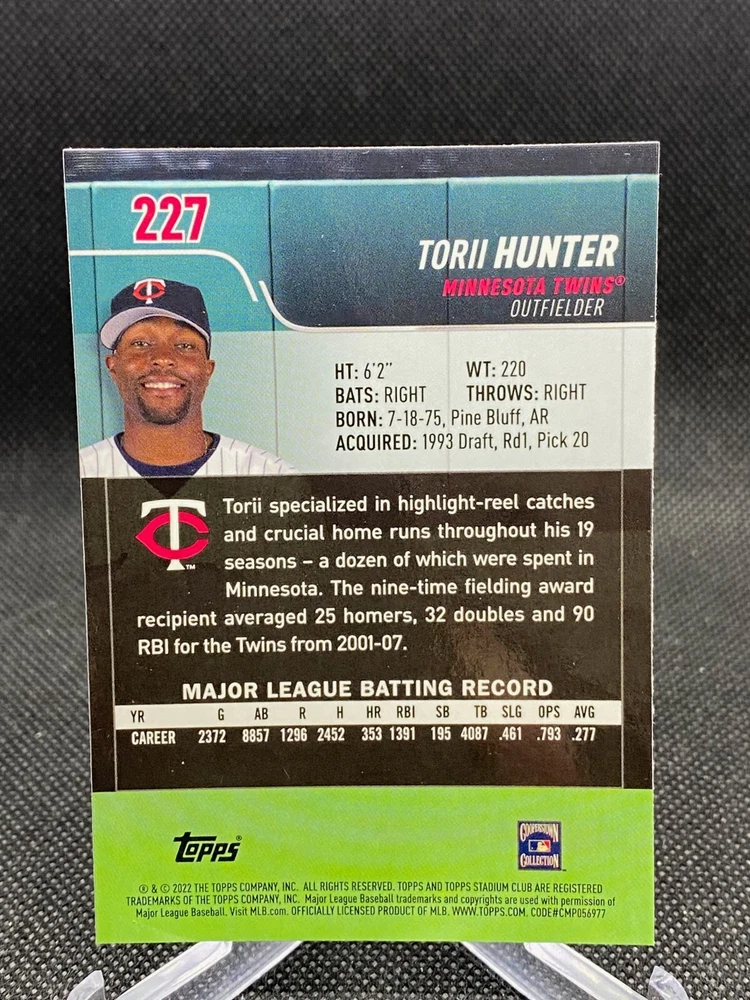 227
TORII HUNTER
MINNESOTA TWINS®
OUTFIELDER
TC
HT: 6'2" WT: 220
BATS: RIGHT THROWS: RIGHT
BORN: 7-18-75, Pine Bluff, AR
ACQUIRED: 1993 Draft, Rd1, Pick 20
TC™
Torii specialized in highlight-reel catches
and crucial home runs throughout his 19
seasons – a dozen of which were spent in
Minnesota. The nine-time fielding award
recipient averaged 25 homers, 32 doubles and 90
RBI for the Twins from 2001-07.
MAJOR LEAGUE BATTING RECORD
YR G AB R H HR RBI SB TB SLG OPS AVG
CAREER 2372 8857 1296 2452 353 1391 195 4087 .461 .793 .277
topps®
COOPERSTOWN
COLLECTION
® & © 2022 THE TOPPS COMPANY, INC. ALL RIGHTS RESERVED. TOPPS AND TOPPS STADIUM CLUB ARE REGISTERED
TRADEMARKS OF THE TOPPS COMPANY, INC. Major League Baseball trademarks and copyrights are used with permission of
Major League Baseball. Visit MLB.com. OFFICIALLY LICENSED PRODUCT OF MLB. WWW.TOPPS.COM. CODE#CMP056977